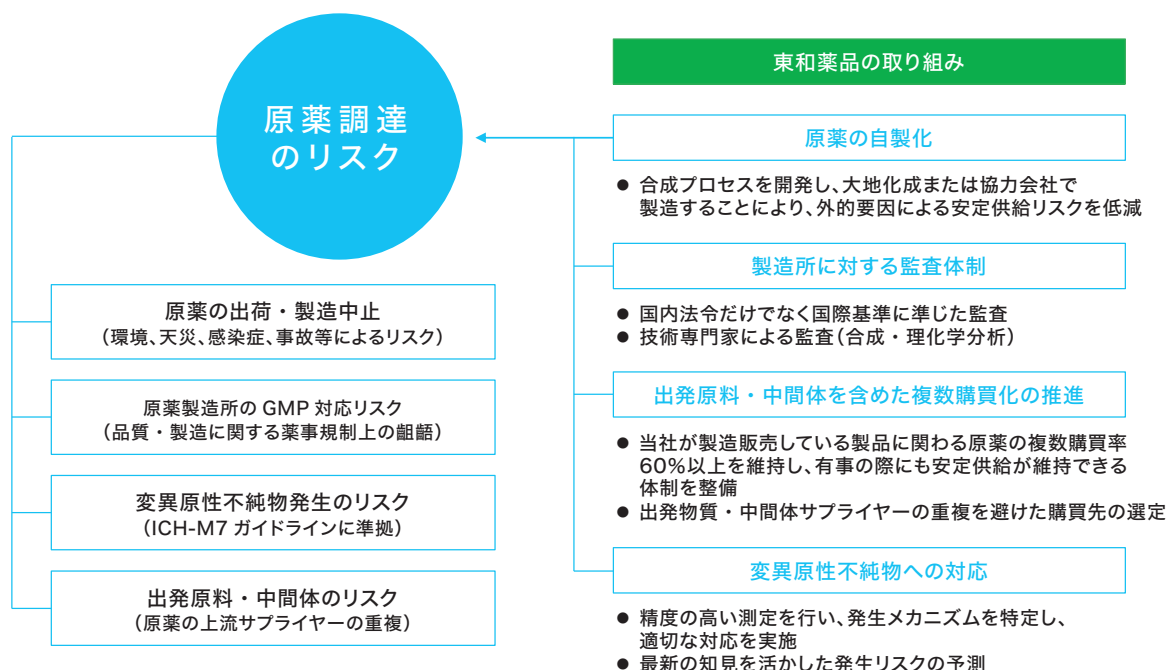 原薬調達
のリスク
原薬の出荷・製造中止
（環境、天災、感染症、事故等によるリスク）
原薬製造所の GMP 対応リスク
（品質・製造に関する薬事規制上の齟齬）
変異原性不純物発生のリスク
（ICH-M7 ガイドラインに準拠）
出発原料・中間体のリスク
（原薬の上流サプライヤーの重複）
東和薬品の取り組み
原薬の自製化
● 合成プロセスを開発し、大地化成または協力会社で
製造することにより、外的要因による安定供給リスクを低減
製造所に対する監査体制
● 国内法令だけでなく国際基準に準じた監査
● 技術専門家による監査（合成・理化学分析）
出発原料・中間体を含めた複数購買化の推進
● 当社が製造販売している製品に関わる原薬の複数購買率
60%以上を維持し、有事の際にも安定供給が維持できる
体制を整備
● 出発物質・中間体サプライヤーの重複を避けた購買先の選定
変異原性不純物への対応
● 精度の高い測定を行い、発生メカニズムを特定し、
適切な対応を実施
● 最新の知見を活かした発生リスクの予測